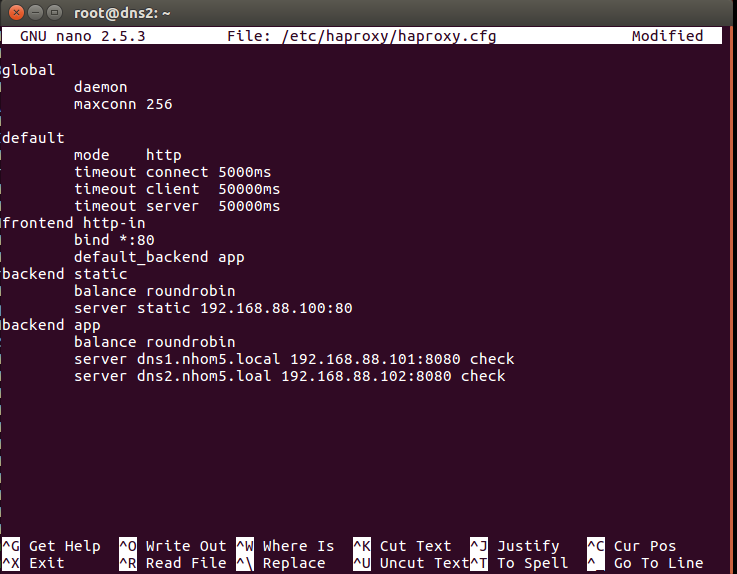 root@dns2: ~
GNU nano 2.5.3 File: /etc/haproxy/haproxy.cfg Modified
global
daemon
maxconn 256
default
mode http
timeout connect 5000ms
timeout client 50000ms
timeout server 50000ms
frontend http-in
bind *:80
default_backend app
backend static
balance roundrobin
server static 192.168.88.100:80
backend app
balance roundrobin
server dns1.nhom5.local 192.168.88.101:8080 check
server dns2.nhom5.loal 192.168.88.102:8080 check
^G Get Help ^O Write Out ^W Where Is ^K Cut Text ^J Justify ^C Cur Pos
^X Exit ^R Read File ^\ Replace ^U Uncut Text ^T To Spell ^_ Go To Line